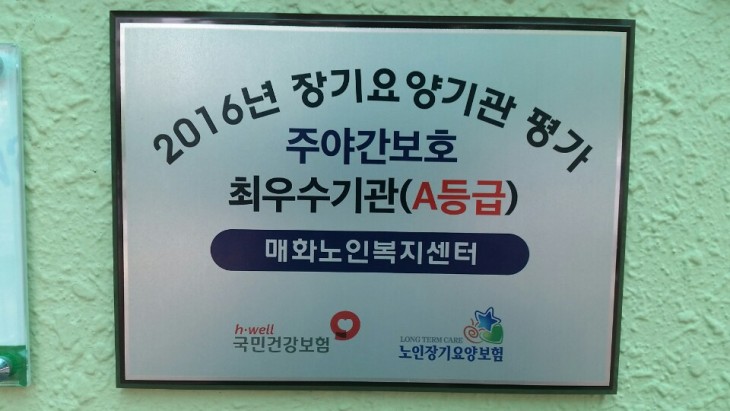 2016년 장기요양기관 평가
주야간보호
최우수기관(A등급)
매화노인복지센터
h·well
국민건강보험
LONG TERM CARE
노인장기요양보험